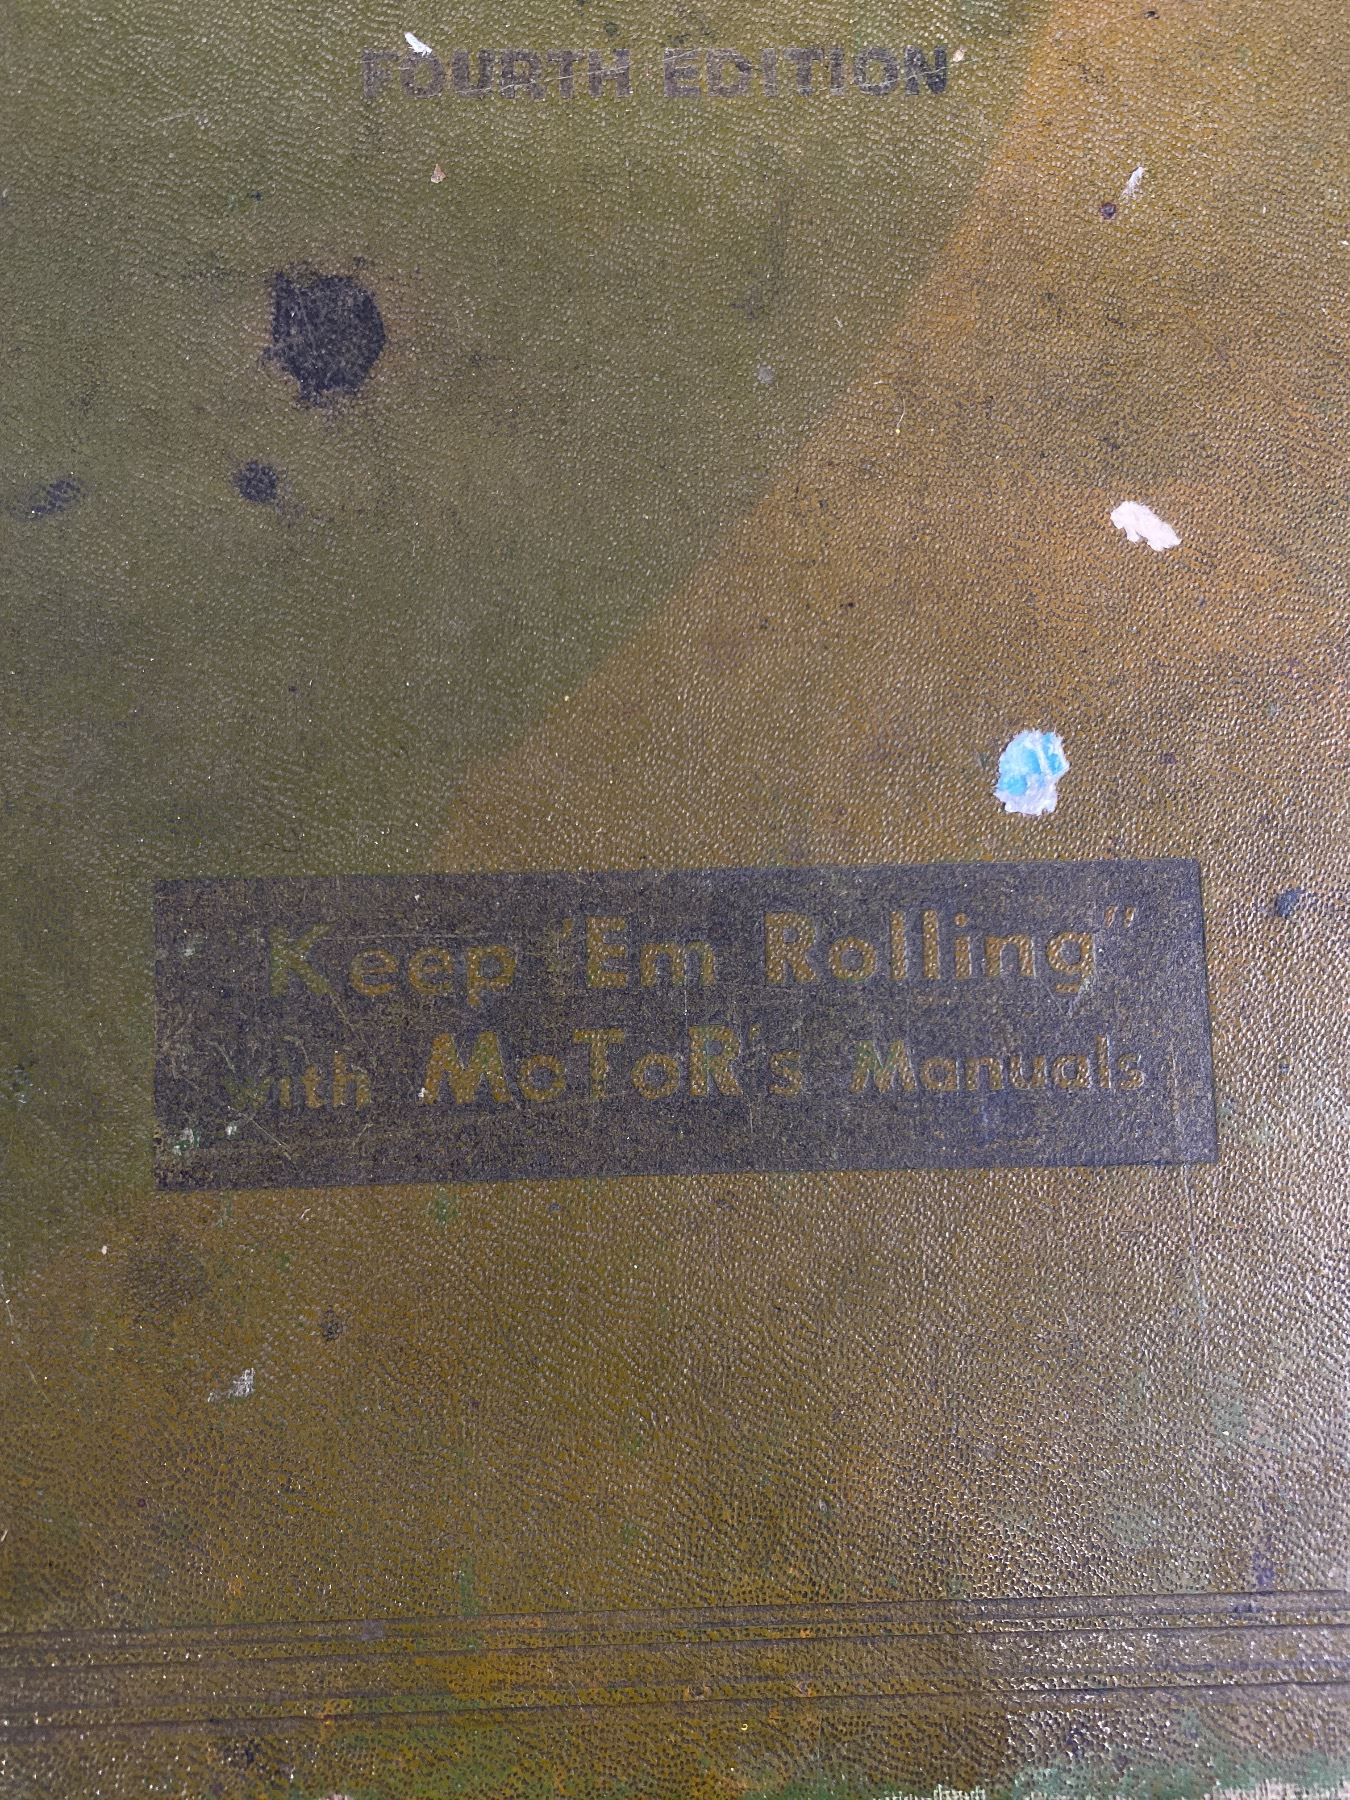 FOURTH EDITION
Keep 'Em Rolling"
with MoToR's Manuals